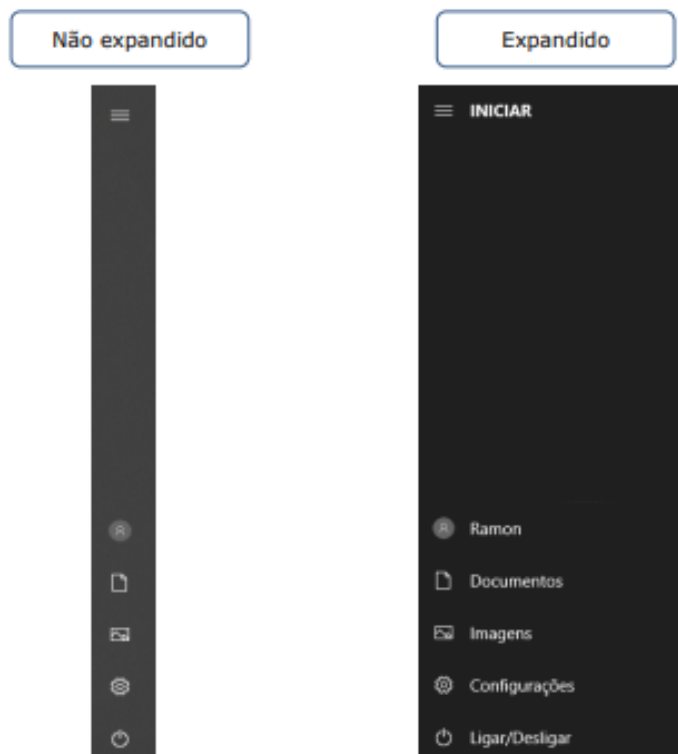 Não expandido
Expandido
INICIAR
Ramon
Documentos
Imagens
Configurações
Ligar/Desligar